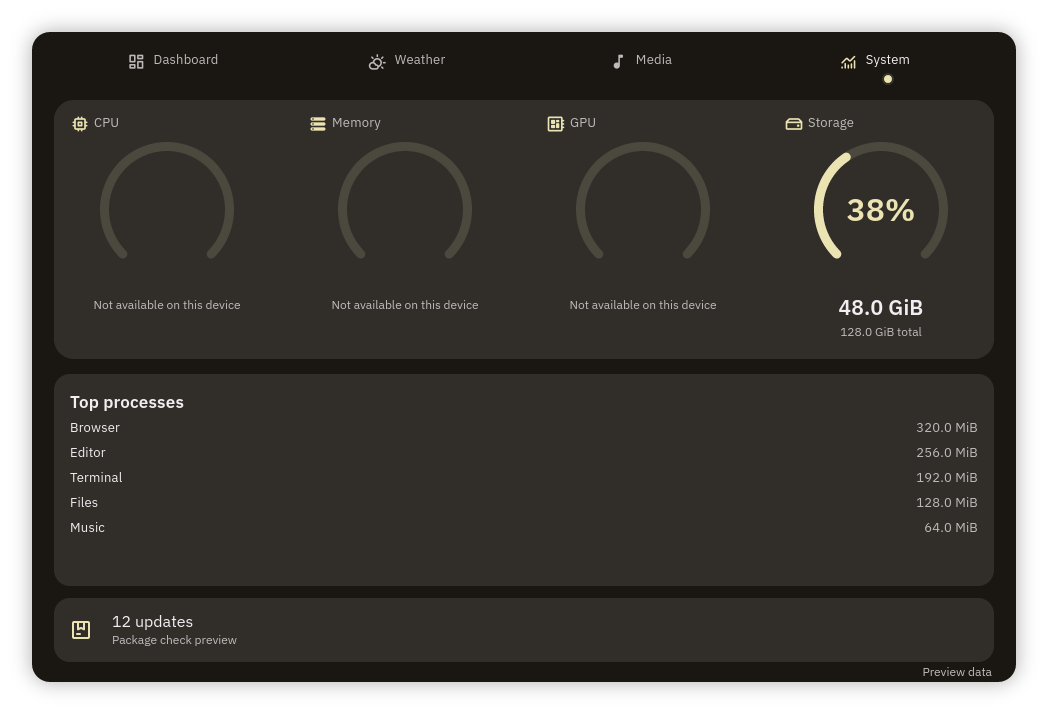 Dashboard
Weather
Media
System
CPU
Memory
GPU
Storage
38%
Not available on this device
Not available on this device
Not available on this device
48.0 GiB
128.0 GiB total
Top processes
Browser 320.0 MiB
Editor 256.0 MiB
Terminal 192.0 MiB
Files 128.0 MiB
Music 64.0 MiB
12 updates
Package check preview
Preview data